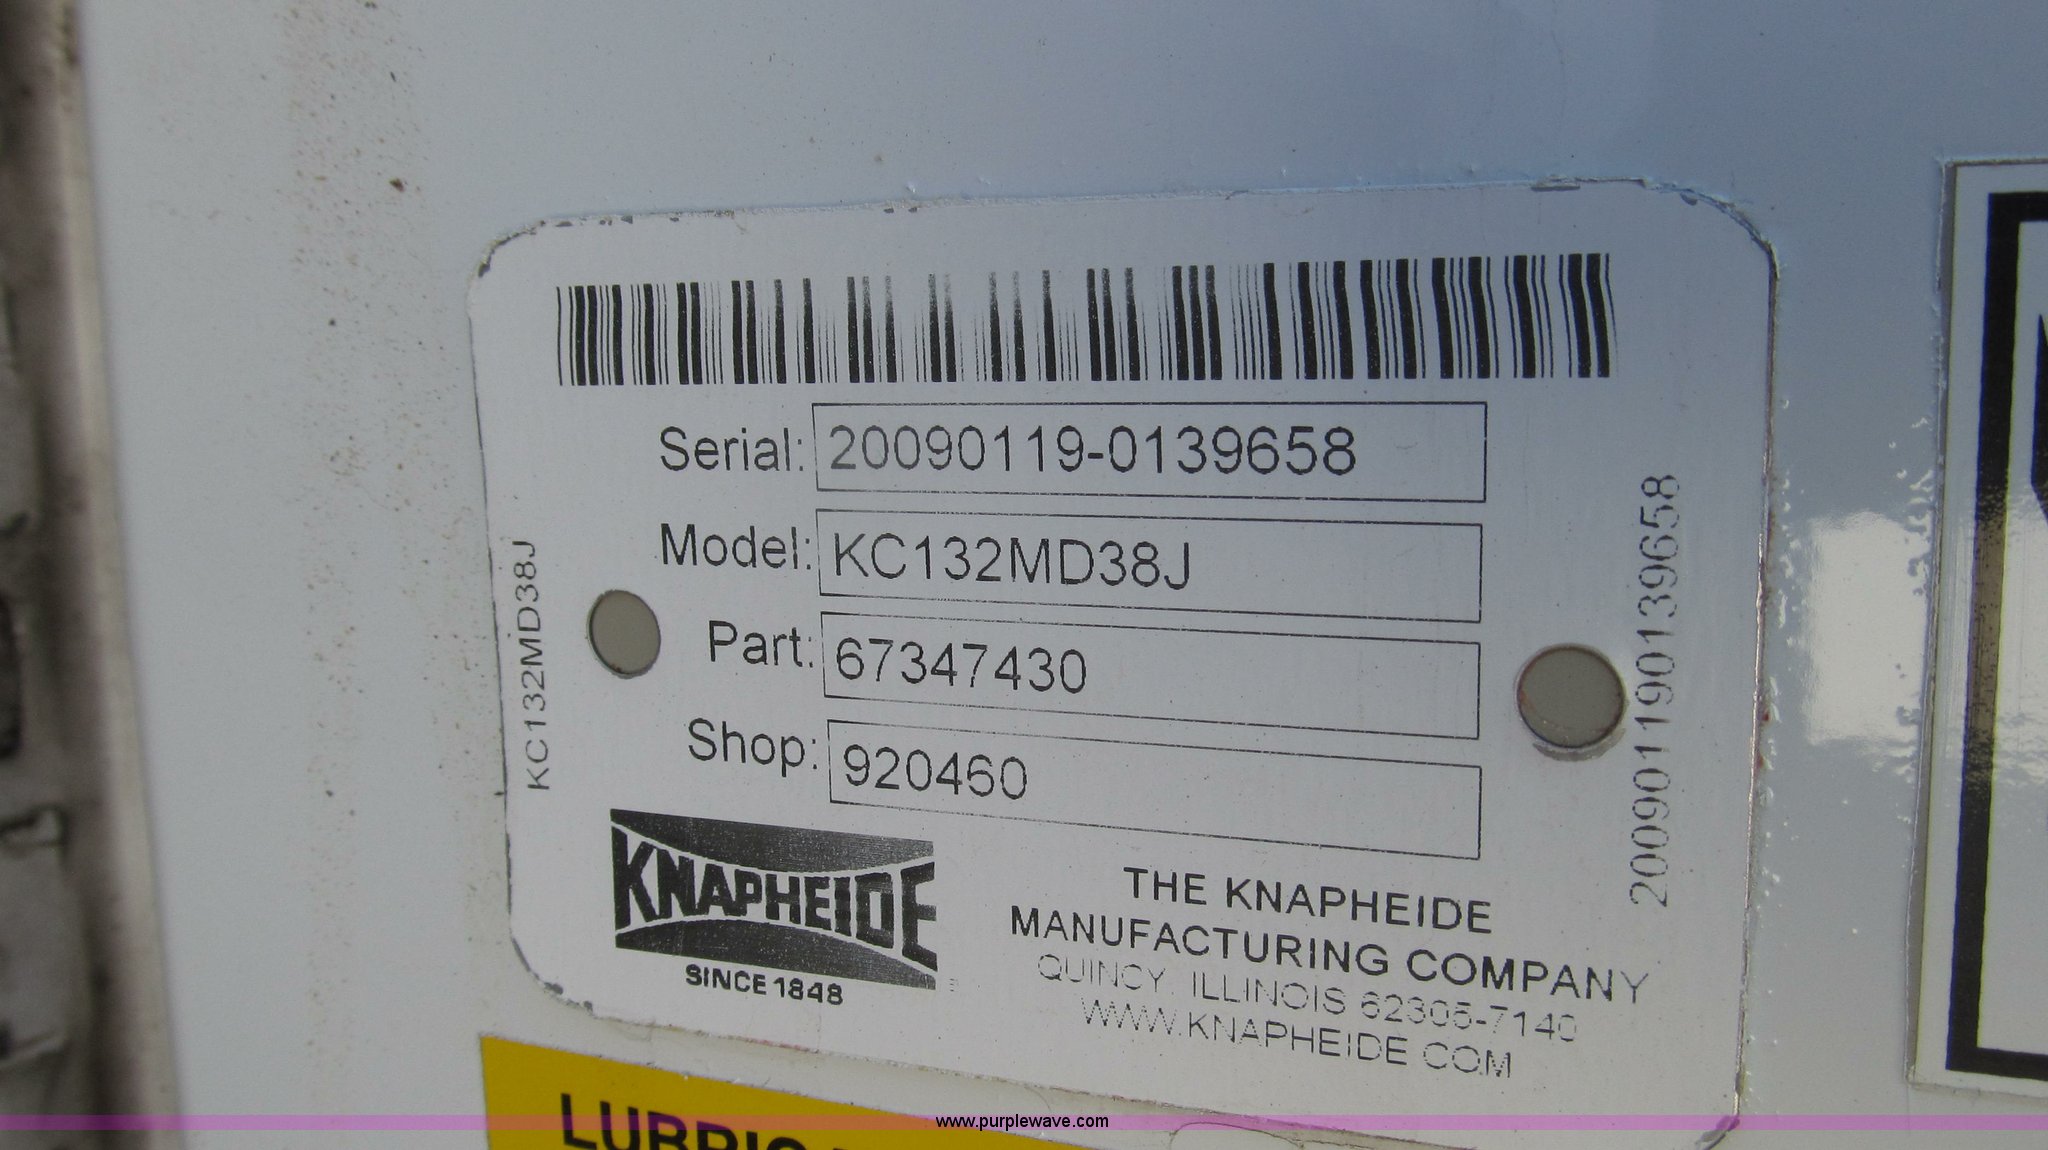 Serial: 20090119-0139658
Model: KC132MD38J
Part: 67347430
Shop: 920460
KC132MD38J
200901190139658
KNAPHEIDE
SINCE 1848
THE KNAPHEIDE
MANUFACTURING COMPANY
QUINCY, ILLINOIS 62305-7140
WWW.KNAPHEIDE.COM
www.purplewave.com